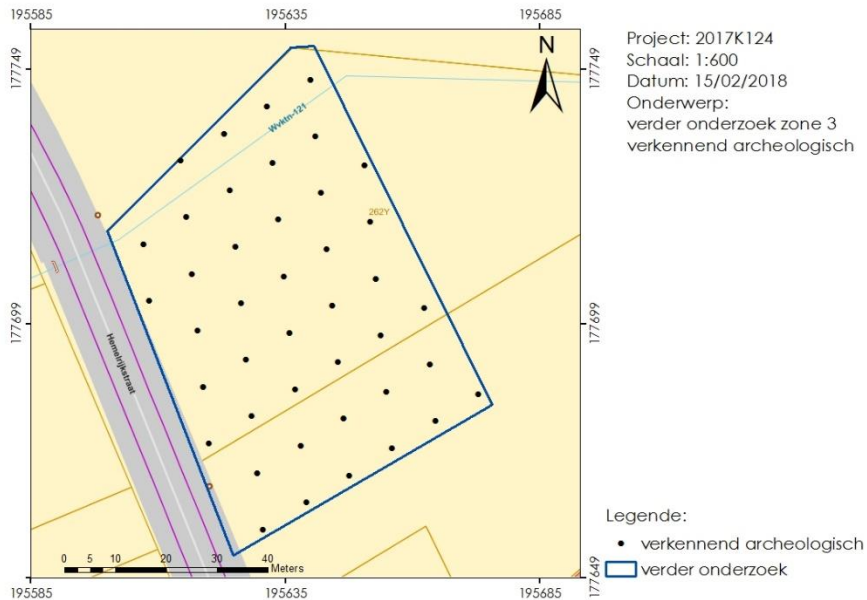 195585 195635 195685
177749
177749
N
Project: 2017K124
Schaal: 1:600
Datum: 15/02/2018
Onderwerp:
verder onderzoek zone 3
verkennend archeologisch
Wvktn-121
262Y
177699
177699
Hemelrijkstraat
Legende:
verkennend archeologisch
verder onderzoek
0 5 10 20 30 40
Meters
177649
195585 195635 195685